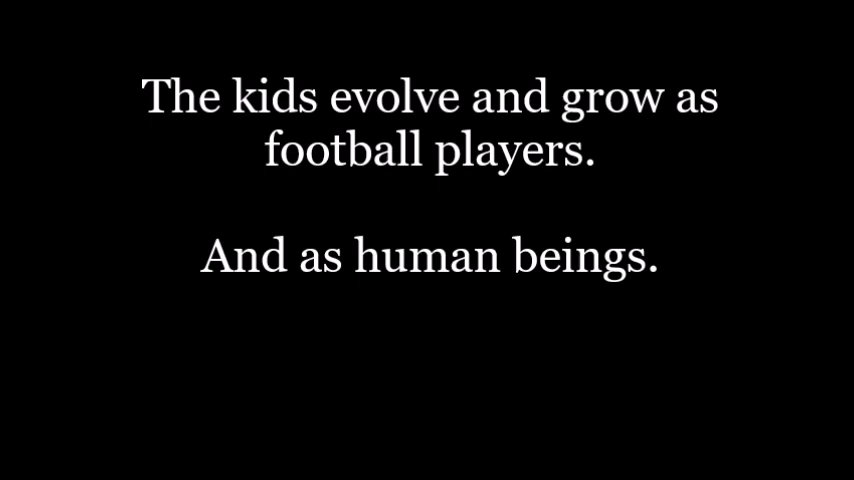 The kids evolve and grow as
football players.
And as human beings.